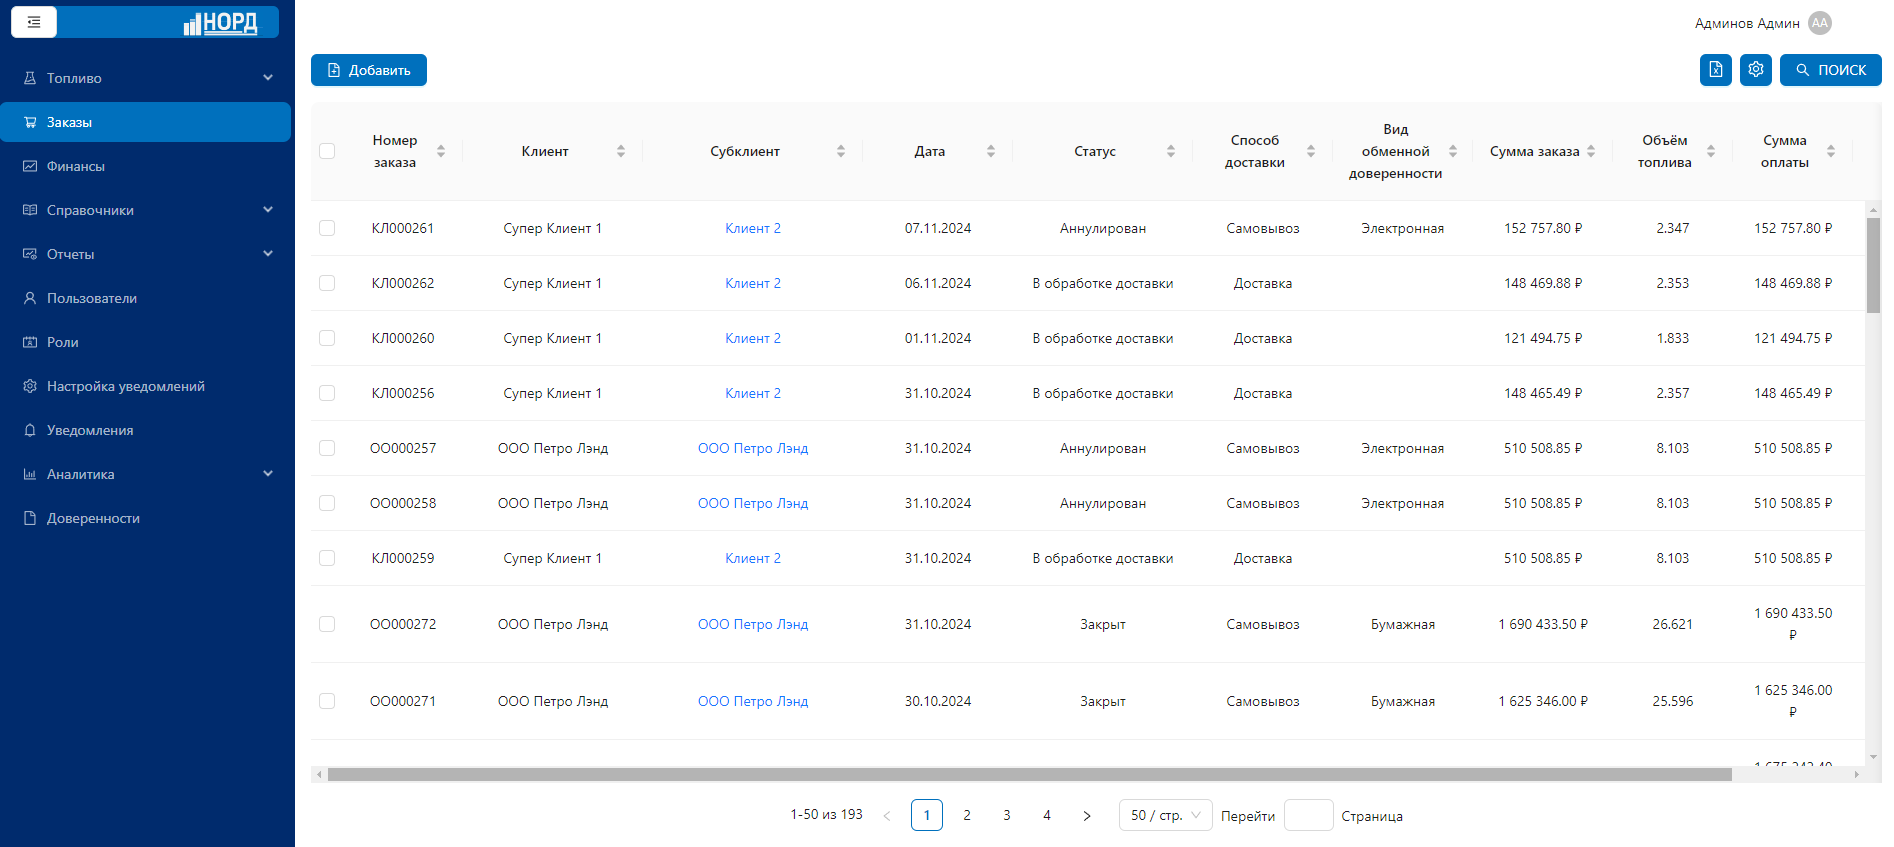 НОРД
Админов Админ AA
Топливо
Заказы
Финансы
Справочники
Отчеты
Пользователи
Роли
Настройка уведомлений
Уведомления
Аналитика
Доверенности
Добавить
ПОИСК
Номер заказа Клиент Субклиент Дата Статус Способ доставки Вид обменной доверенности Сумма заказа Объём топлива Сумма оплаты
КЛ000261 Супер Клиент 1 Клиент 2 07.11.2024 Аннулирован Самовывоз Электронная 152 757.80 ₽ 2.347 152 757.80 ₽
КЛ000262 Супер Клиент 1 Клиент 2 06.11.2024 В обработке доставки Доставка 148 469.88 ₽ 2.353 148 469.88 ₽
КЛ000260 Супер Клиент 1 Клиент 2 01.11.2024 В обработке доставки Доставка 121 494.75 ₽ 1.833 121 494.75 ₽
КЛ000256 Супер Клиент 1 Клиент 2 31.10.2024 В обработке доставки Доставка 148 465.49 ₽ 2.357 148 465.49 ₽
ОО000257 ООО Петро Лэнд ООО Петро Лэнд 31.10.2024 Аннулирован Самовывоз Электронная 510 508.85 ₽ 8.103 510 508.85 ₽
ОО000258 ООО Петро Лэнд ООО Петро Лэнд 31.10.2024 Аннулирован Самовывоз Электронная 510 508.85 ₽ 8.103 510 508.85 ₽
КЛ000259 Супер Клиент 1 Клиент 2 31.10.2024 В обработке доставки Доставка 510 508.85 ₽ 8.103 510 508.85 ₽
ОО000272 ООО Петро Лэнд ООО Петро Лэнд 31.10.2024 Закрыт Самовывоз Бумажная 1 690 433.50 ₽ 26.621 1 690 433.50 ₽
ОО000271 ООО Петро Лэнд ООО Петро Лэнд 30.10.2024 Закрыт Самовывоз Бумажная 1 625 346.00 ₽ 25.596 1 625 346.00 ₽
1-50 из 193 < 1 2 3 4 > 50 / стр. Перейти Страница